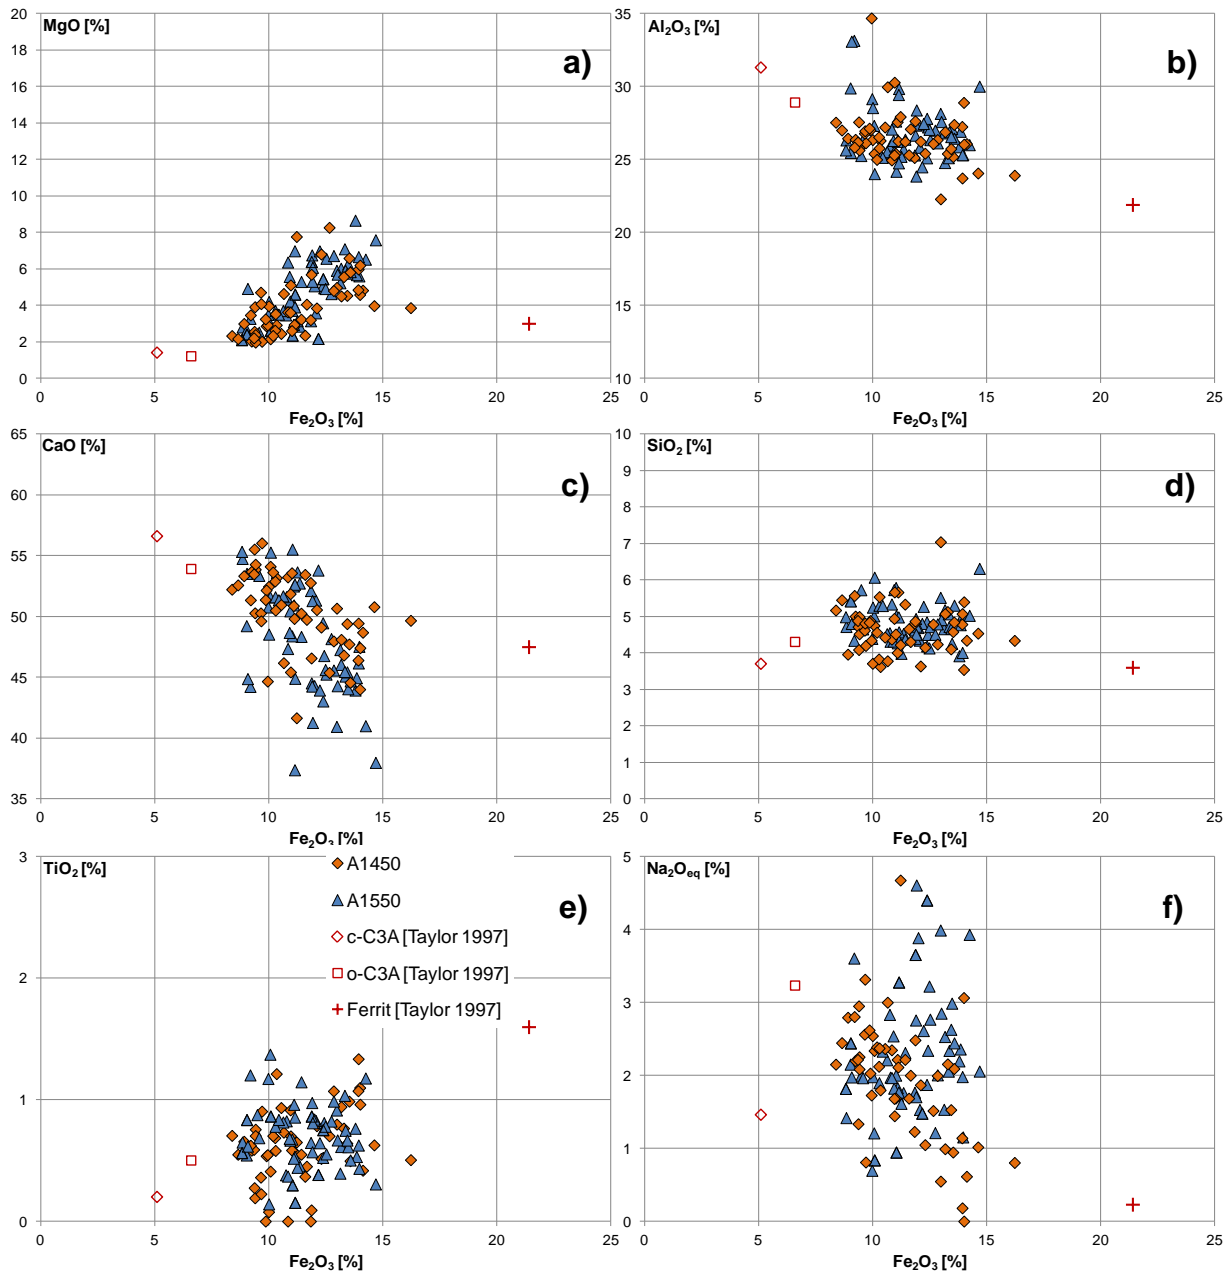 MgO [%]
a)
20
18
16
14
12
10
8
6
4
2
0
0 5 10 15 20 25
Fe₂O₃ [%]
Al₂O₃ [%]
b)
35
30
25
20
15
10
0 5 10 15 20 25
Fe₂O₃ [%]
CaO [%]
c)
65
60
55
50
45
40
35
0 5 10 15 20 25
Fe₂O₃ [%]
SiO₂ [%]
d)
10
9
8
7
6
5
4
3
2
1
0
0 5 10 15 20 25
Fe₂O₃ [%]
TiO₂ [%]
e)
3
2
1
0
A1450
A1550
c-C3A [Taylor 1997]
o-C3A [Taylor 1997]
Ferrit [Taylor 1997]
0 5 10 15 20 25
Fe₂O₃ [%]
Na₂Oeq [%]
f)
5
4
3
2
1
0
0 5 10 15 20 25
Fe₂O₃ [%]